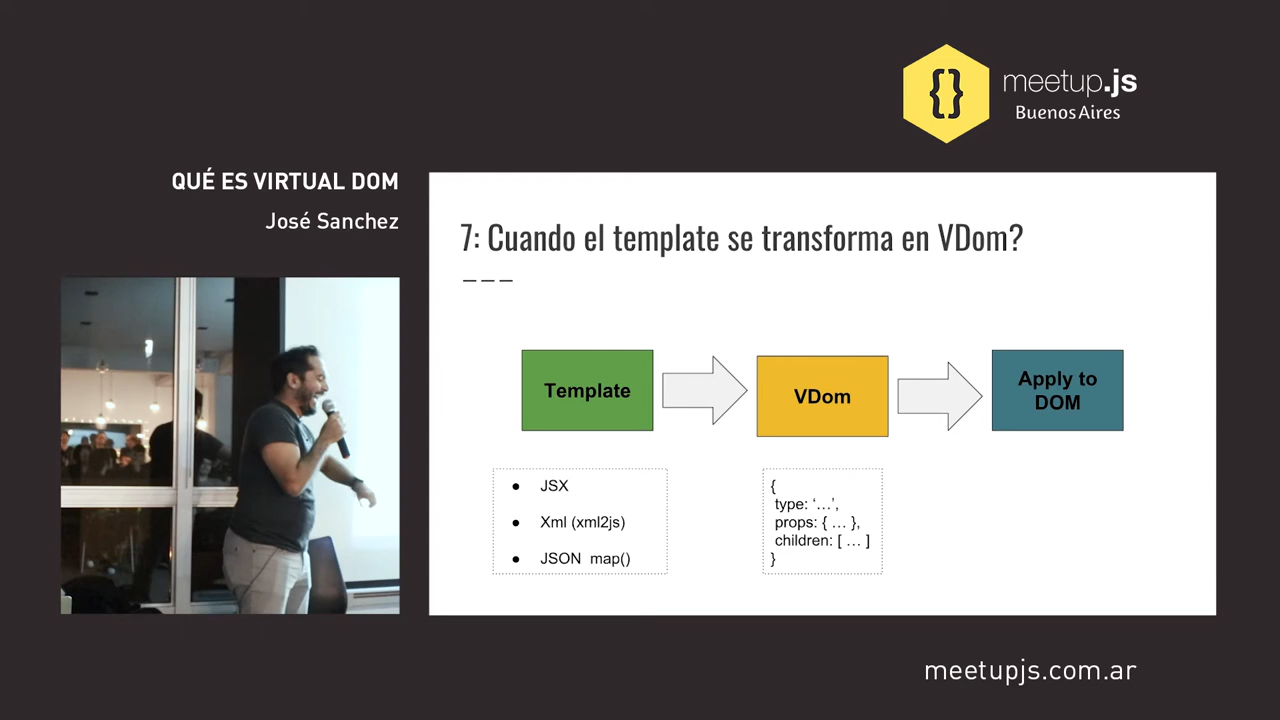 {}
meetup.js
Buenos Aires
QUÉ ES VIRTUAL DOM
José Sanchez
7: Cuando el template se transforma en VDom?
———
Template
VDom
Apply to
DOM
● JSX
● Xml (xml2js)
● JSON map()
{
type: ‘…’,
props: { … },
children: [ … ]
}
meetupjs.com.ar